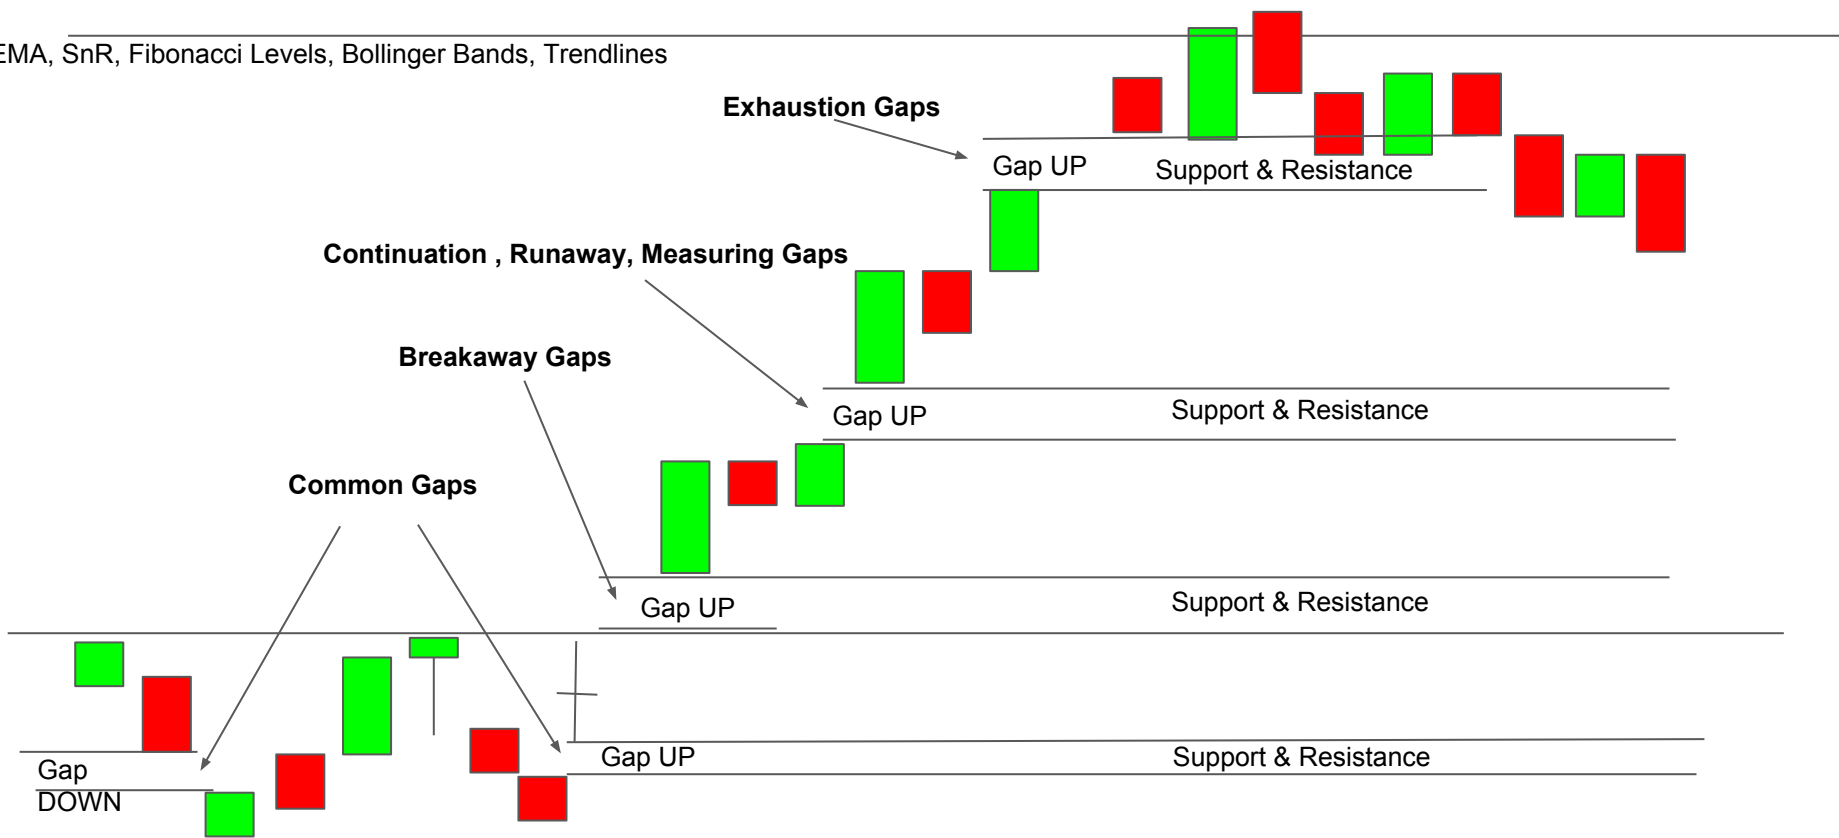 EMA, SnR, Fibonacci Levels, Bollinger Bands, Trendlines
Exhaustion Gaps
Gap UP
Support & Resistance
Continuation , Runaway, Measuring Gaps
Breakaway Gaps
Gap UP
Support & Resistance
Common Gaps
Gap UP
Support & Resistance
Gap UP
Support & Resistance
Gap
DOWN